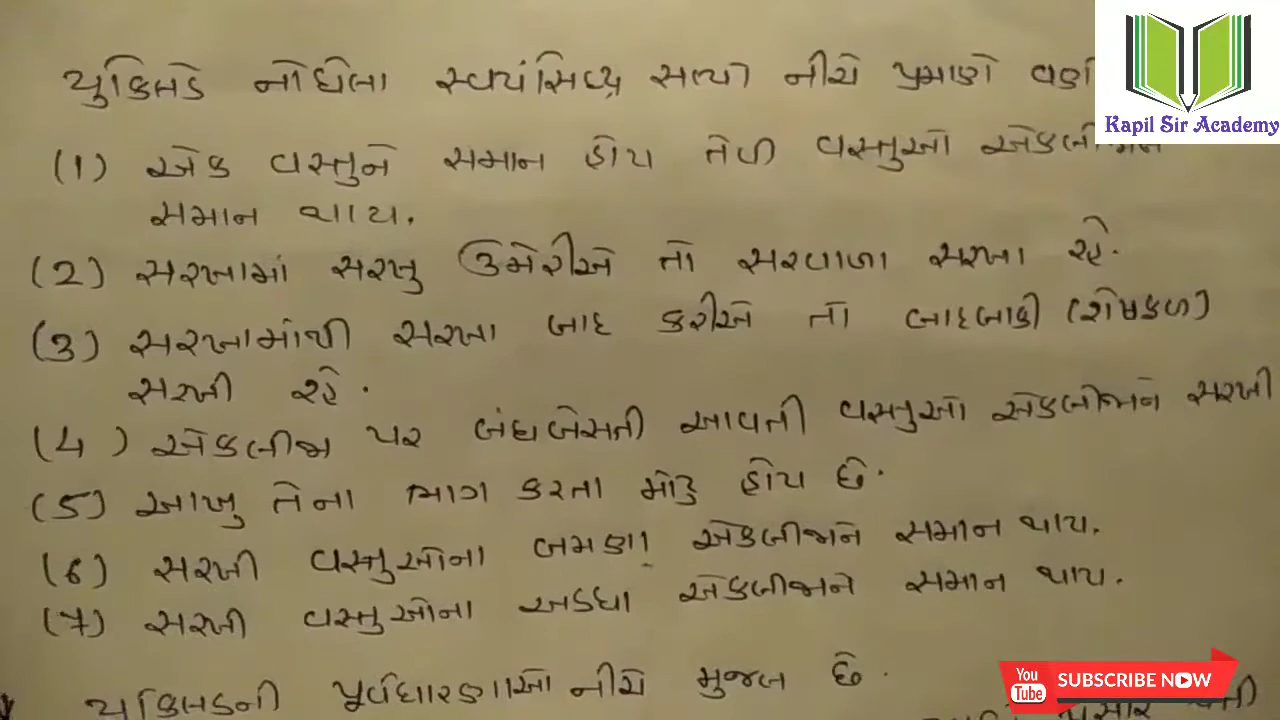 યુક્લિડે નોંધેલા સ્વયંસિધ્ધ સત્યો નીચે પ્રમાણે
Kapil Sir Academy
(1) એક વસ્તુને સમાન હોય તેવી વસ્તુઓ એકબીજાને
સમાન થાય.
(2) સરખામાં સરખુ ઉમેરીએ તો સરવાળા સરખા રહે.
(3) સરખામાંથી સરખા બાદ કરીએ તો બાદબાકી (શેષફળ)
સરખી રહે.
(4) એકબીજા પર બંધબેસતી આવતી વસ્તુઓ એકબીજાને સરખી
(5) આખુ તેના ભાગ કરતા મોટુ હોય છે.
(6) સરખી વસ્તુઓના બમણા એકબીજાને સમાન થાય.
(7) સરખી વસ્તુઓના અડધા એકબીજાને સમાન થાય.
યુક્લિડની પૂર્વધારણાઓ નીચે મુજબ છે.
You Tube SUBSCRIBE NOW